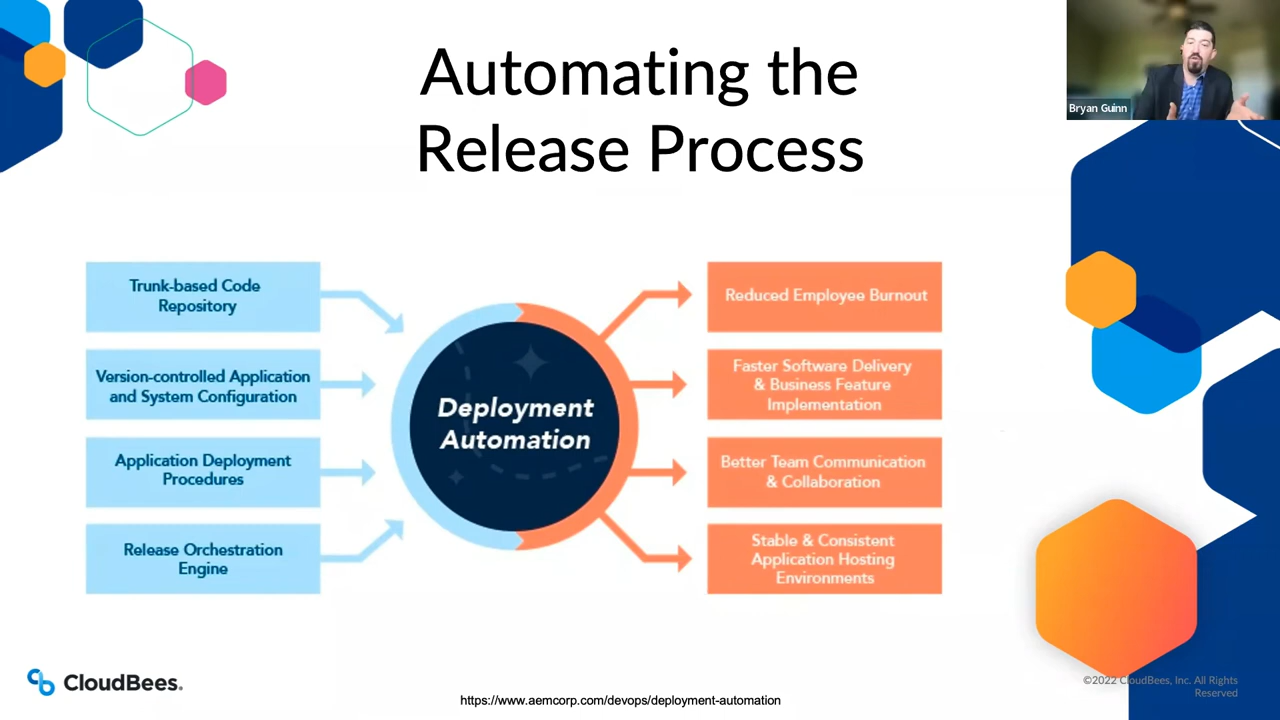 Automating the
Release Process
Bryan Guinn
Trunk-based Code
Repository
Version-controlled Application
and System Configuration
Application Deployment
Procedures
Release Orchestration
Engine
Deployment
Automation
Reduced Employee Burnout
Faster Software Delivery
& Business Feature
Implementation
Better Team Communication
& Collaboration
Stable & Consistent
Application Hosting
Environments
CloudBees.
https://www.aemcorp.com/devops/deployment-automation
©2022 CloudBees, Inc. All Rights
Reserved